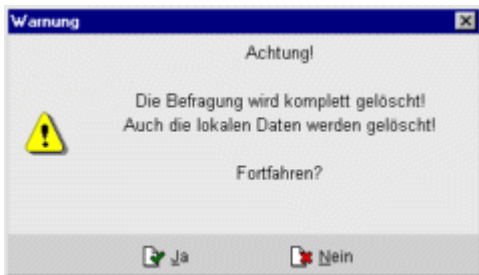 Warnung
Achtung!
Die Befragung wird komplett gelöscht!
Auch die lokalen Daten werden gelöscht!
Fortfahren?
Ja
Nein